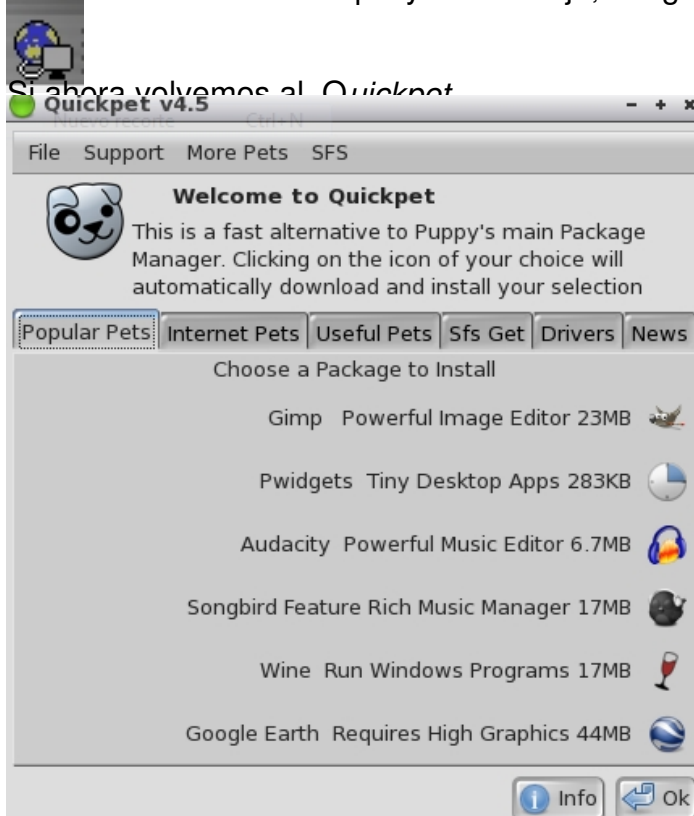 Si ahora volvemos al Quickpet
Quickpet v4.5
Nuevo recorte Ctrl+N
File Support More Pets SFS
Welcome to Quickpet
This is a fast alternative to Puppy's main Package
Manager. Clicking on the icon of your choice will
automatically download and install your selection
Popular Pets Internet Pets Useful Pets Sfs Get Drivers News
Choose a Package to Install
Gimp Powerful Image Editor 23MB
Pwidgets Tiny Desktop Apps 283KB
Audacity Powerful Music Editor 6.7MB
Songbird Feature Rich Music Manager 17MB
Wine Run Windows Programs 17MB
Google Earth Requires High Graphics 44MB
Info Ok